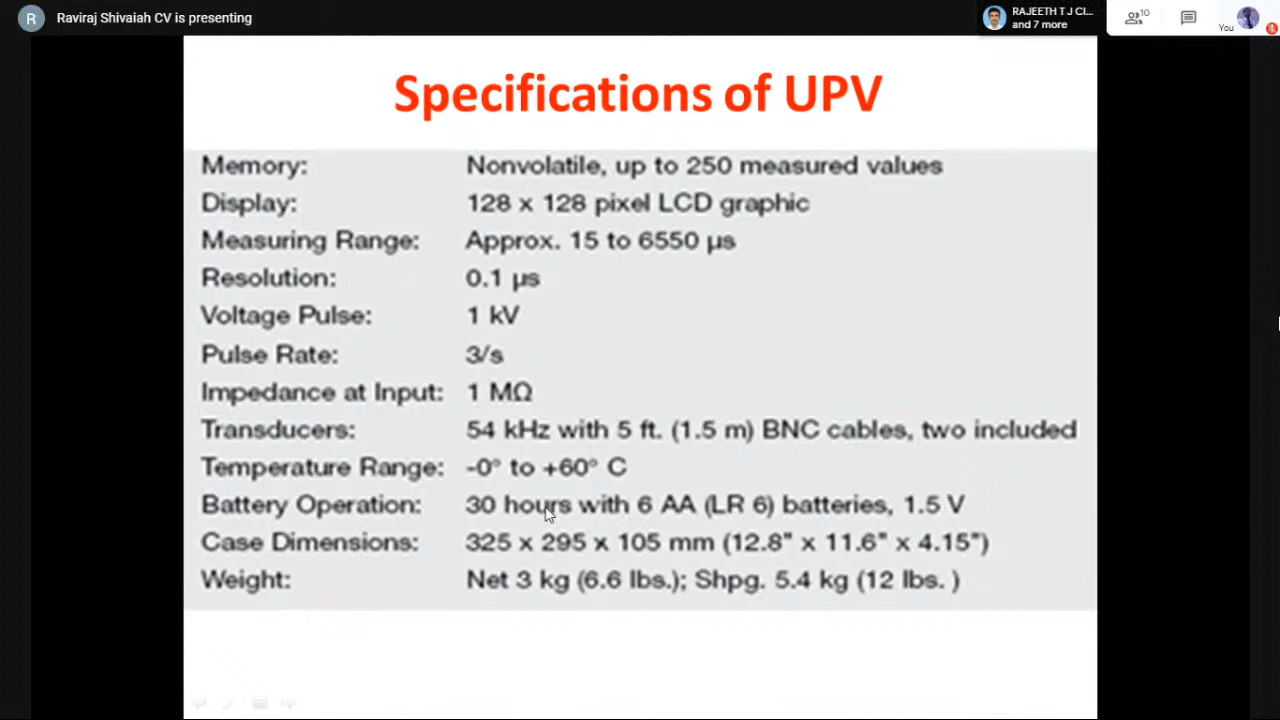 R
Raviraj Shivaiah CV is presenting
RAJEETH T J CI...
and 7 more
10
You
Specifications of UPV
Memory: Nonvolatile, up to 250 measured values
Display: 128 x 128 pixel LCD graphic
Measuring Range: Approx. 15 to 6550 µs
Resolution: 0.1 µs
Voltage Pulse: 1 kV
Pulse Rate: 3/s
Impedance at Input: 1 MΩ
Transducers: 54 kHz with 5 ft. (1.5 m) BNC cables, two included
Temperature Range: -0° to +60° C
Battery Operation: 30 hours with 6 AA (LR 6) batteries, 1.5 V
Case Dimensions: 325 x 295 x 105 mm (12.8" x 11.6" x 4.15")
Weight: Net 3 kg (6.6 lbs.); Shpg. 5.4 kg (12 lbs. )